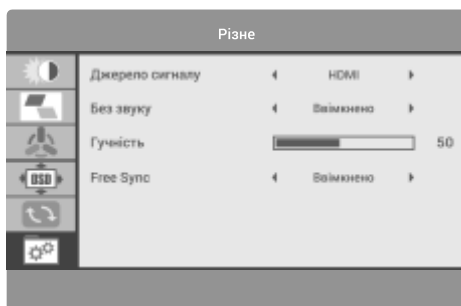 Різне
Джерело сигналу HDMI
Без звуку Ввімкнено
Гучність 50
OSD
Free Sync Ввімкнено